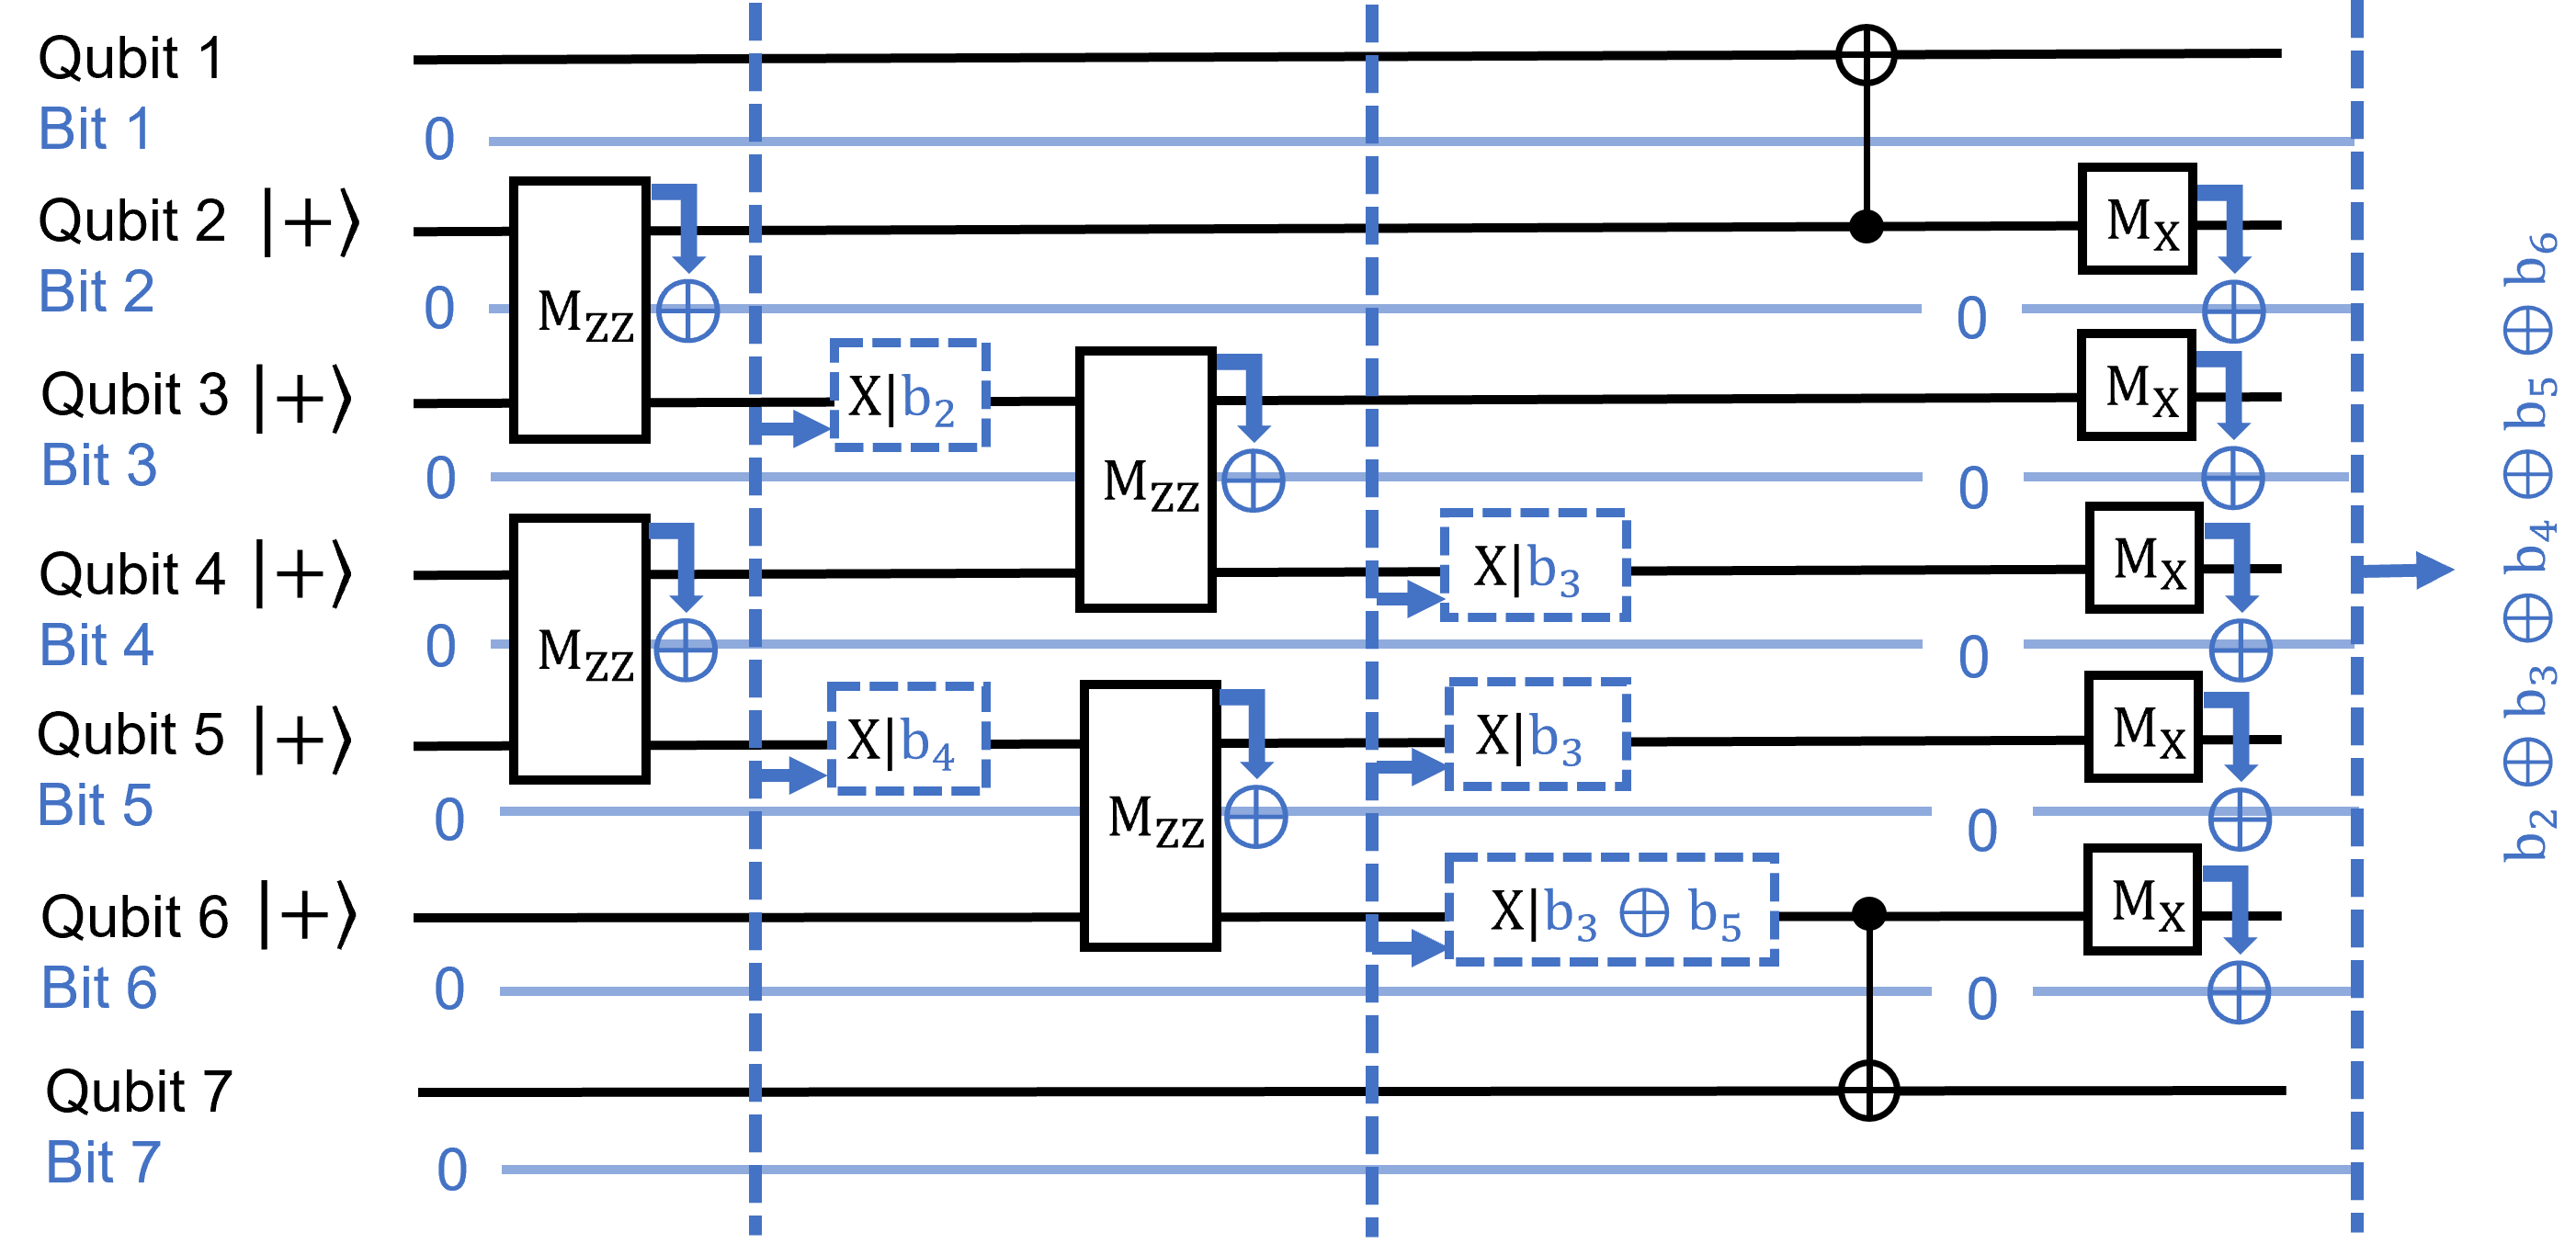 Qubit 1
Bit 1 0
Qubit 2 |+⟩
Bit 2 0 0
M_ZZ
M_X
Qubit 3 |+⟩ X|b₂
M_X
Bit 3 0 0
M_ZZ
Qubit 4 |+⟩ X|b₃
M_X
Bit 4 0 0
M_ZZ
Qubit 5 |+⟩ X|b₄ X|b₃
M_X
Bit 5 0 0
M_ZZ
Qubit 6 |+⟩ X|b₃ ⊕ b₅
M_X
Bit 6 0 0
Qubit 7
Bit 7 0
b₂ ⊕ b₃ ⊕ b₄ ⊕ b₅ ⊕ b₆